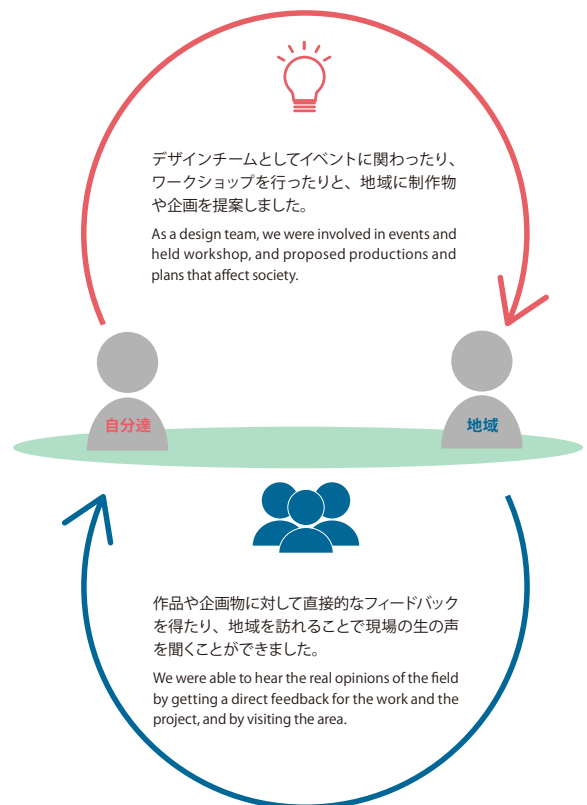 デザインチームとしてイベントに関わったり、
ワークショップを行ったりと、地域に制作物
や企画を提案しました。
As a design team, we were involved in events and
held workshop, and proposed productions and
plans that affect society.
自分達
地域
作品や企画物に対して直接的なフィードバック
を得たり、地域を訪れることで現場の生の声
を聞くことができました。
We were able to hear the real opinions of the field
by getting a direct feedback for the work and the
project, and by visiting the area.